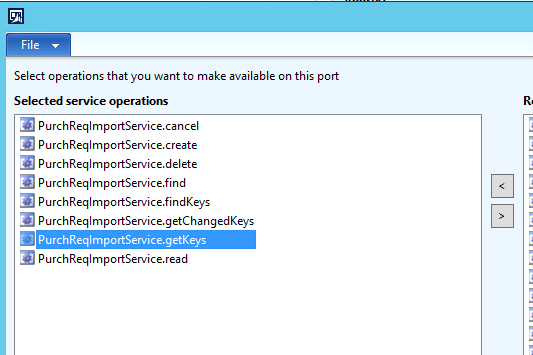 File
Select operations that you want to make available on this port
Selected service operations
PurchReqImportService.cancel
PurchReqImportService.create
PurchReqImportService.delete
PurchReqImportService.find
PurchReqImportService.findKeys
PurchReqImportService.getChangedKeys
PurchReqImportService.getKeys
PurchReqImportService.read
<
>